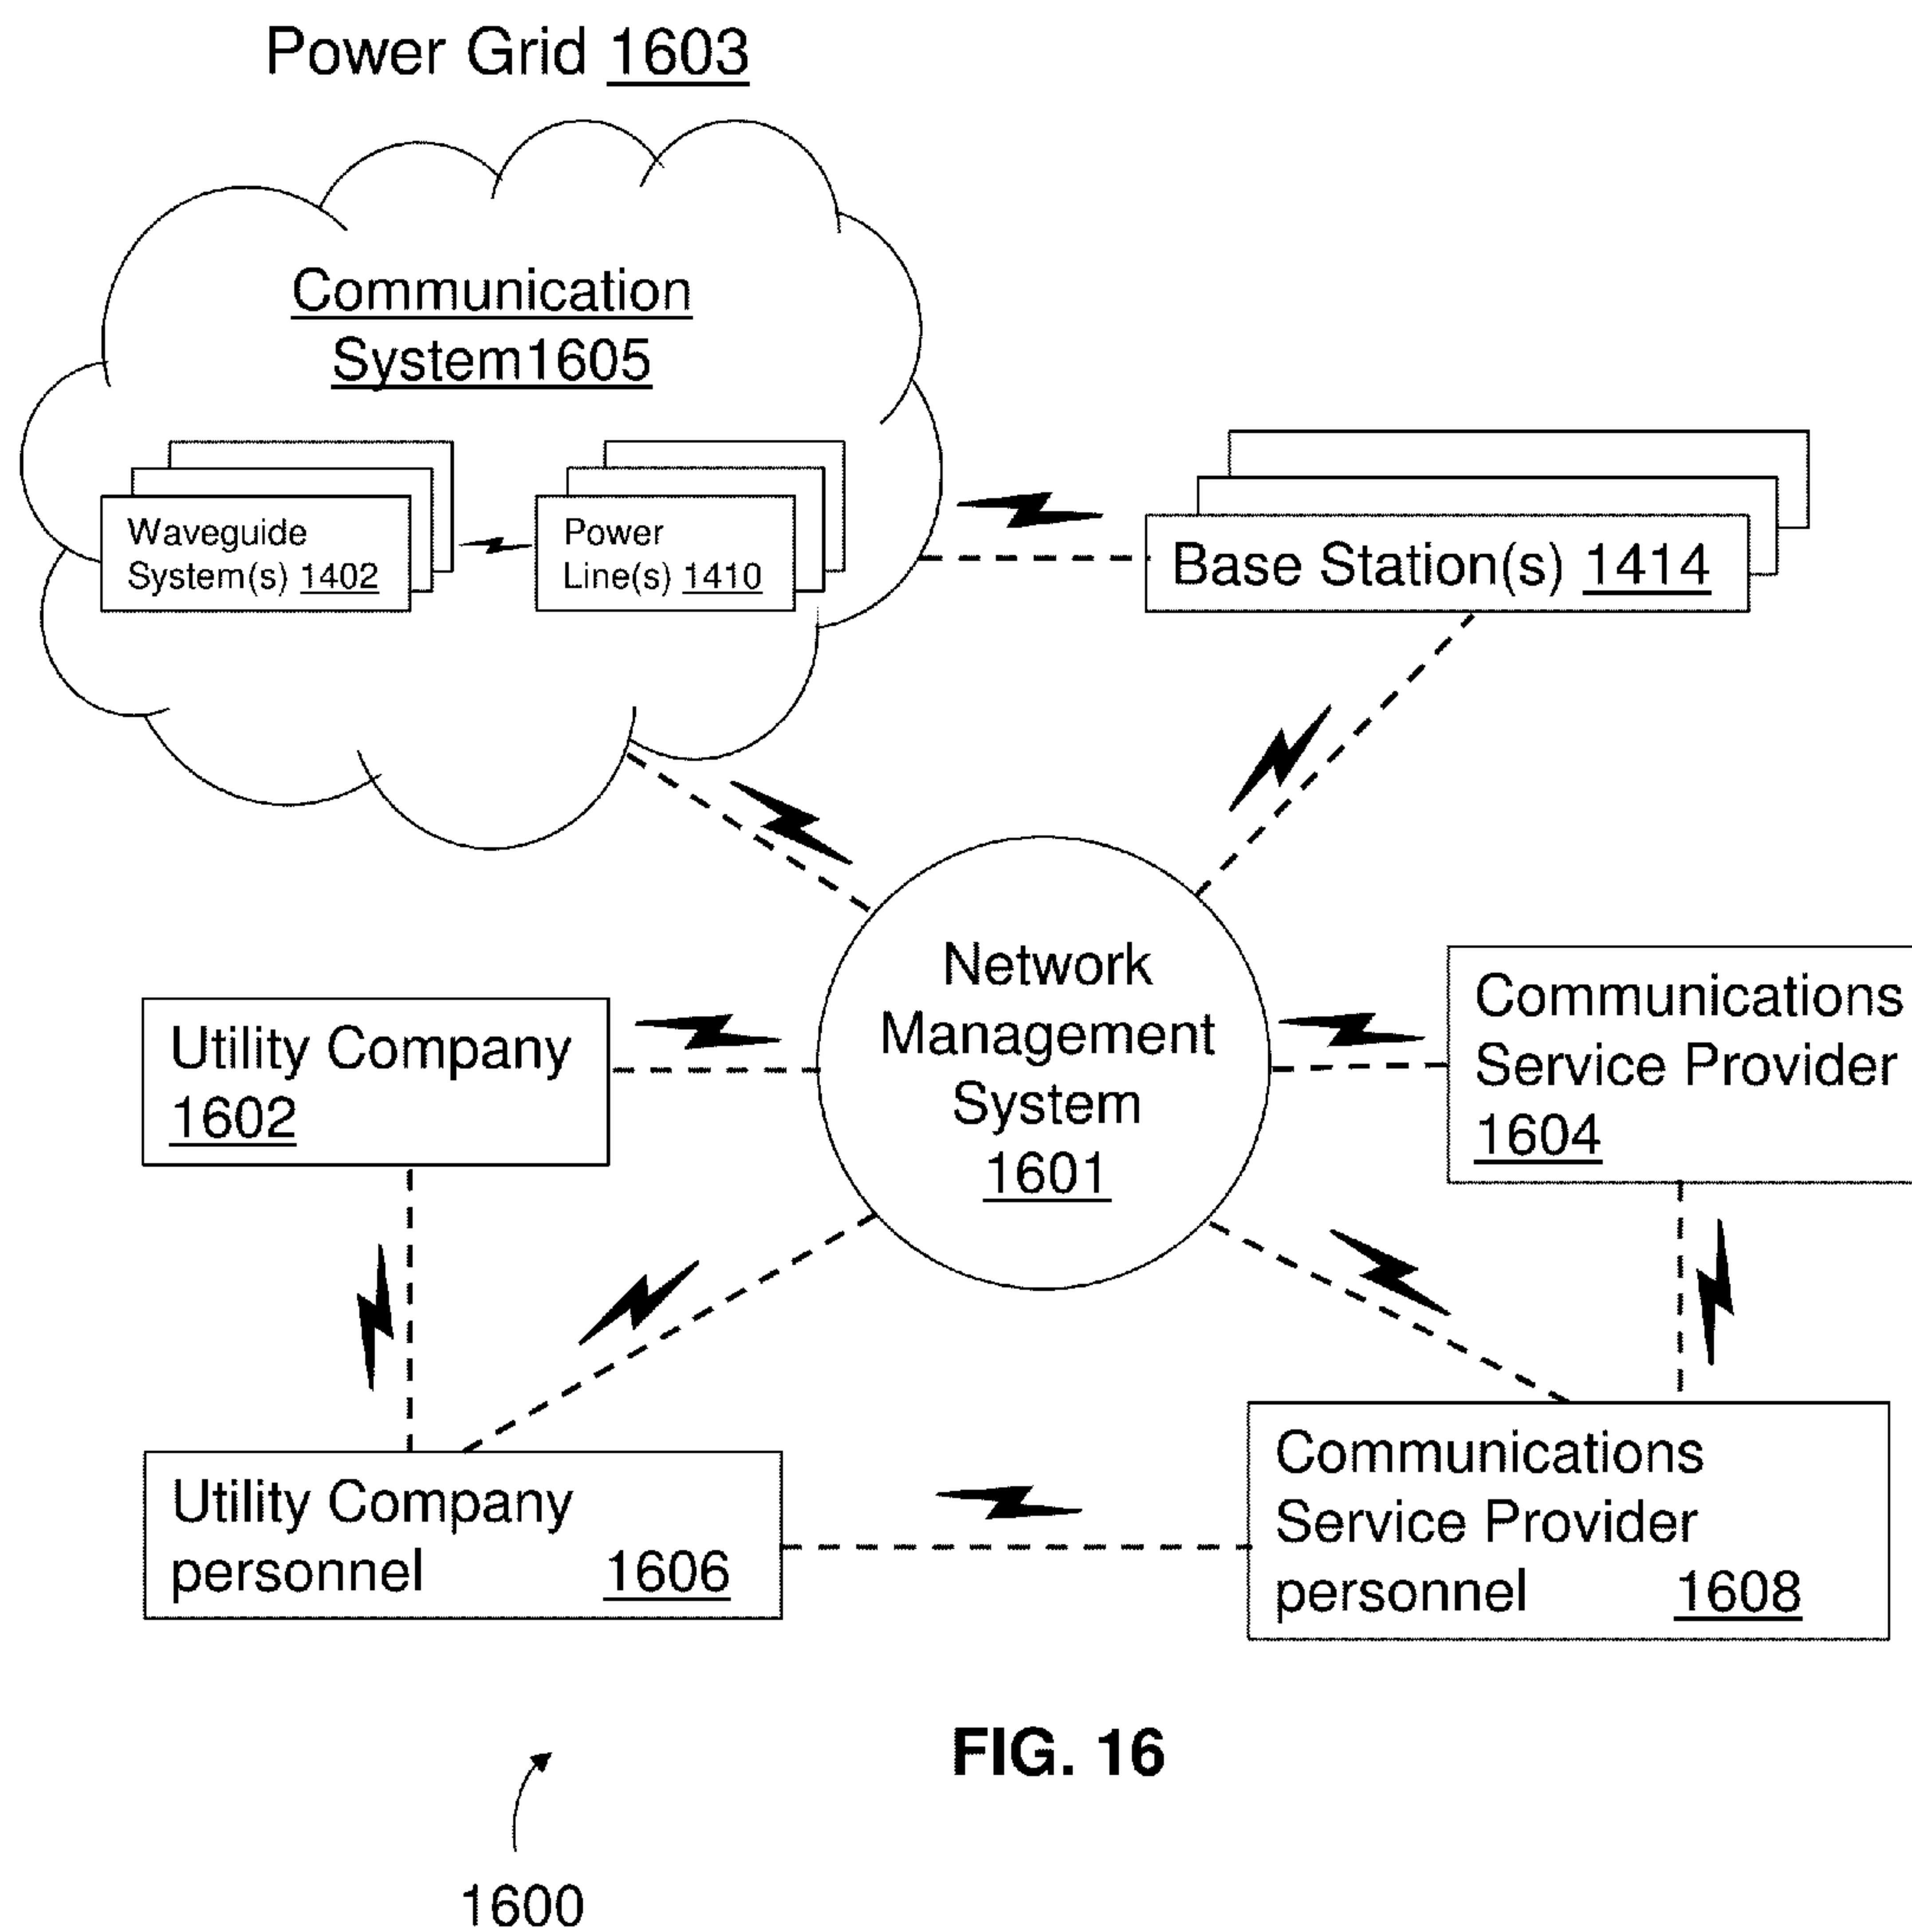 Power Grid 1603
Communication
System1605
Waveguide
System(s) 1402
Power
Line(s) 1410
Base Station(s) 1414
Network
Management
System
1601
Utility Company
1602
Communications
Service Provider
1604
Utility Company
personnel 1606
Communications
Service Provider
personnel 1608
FIG. 16
1600